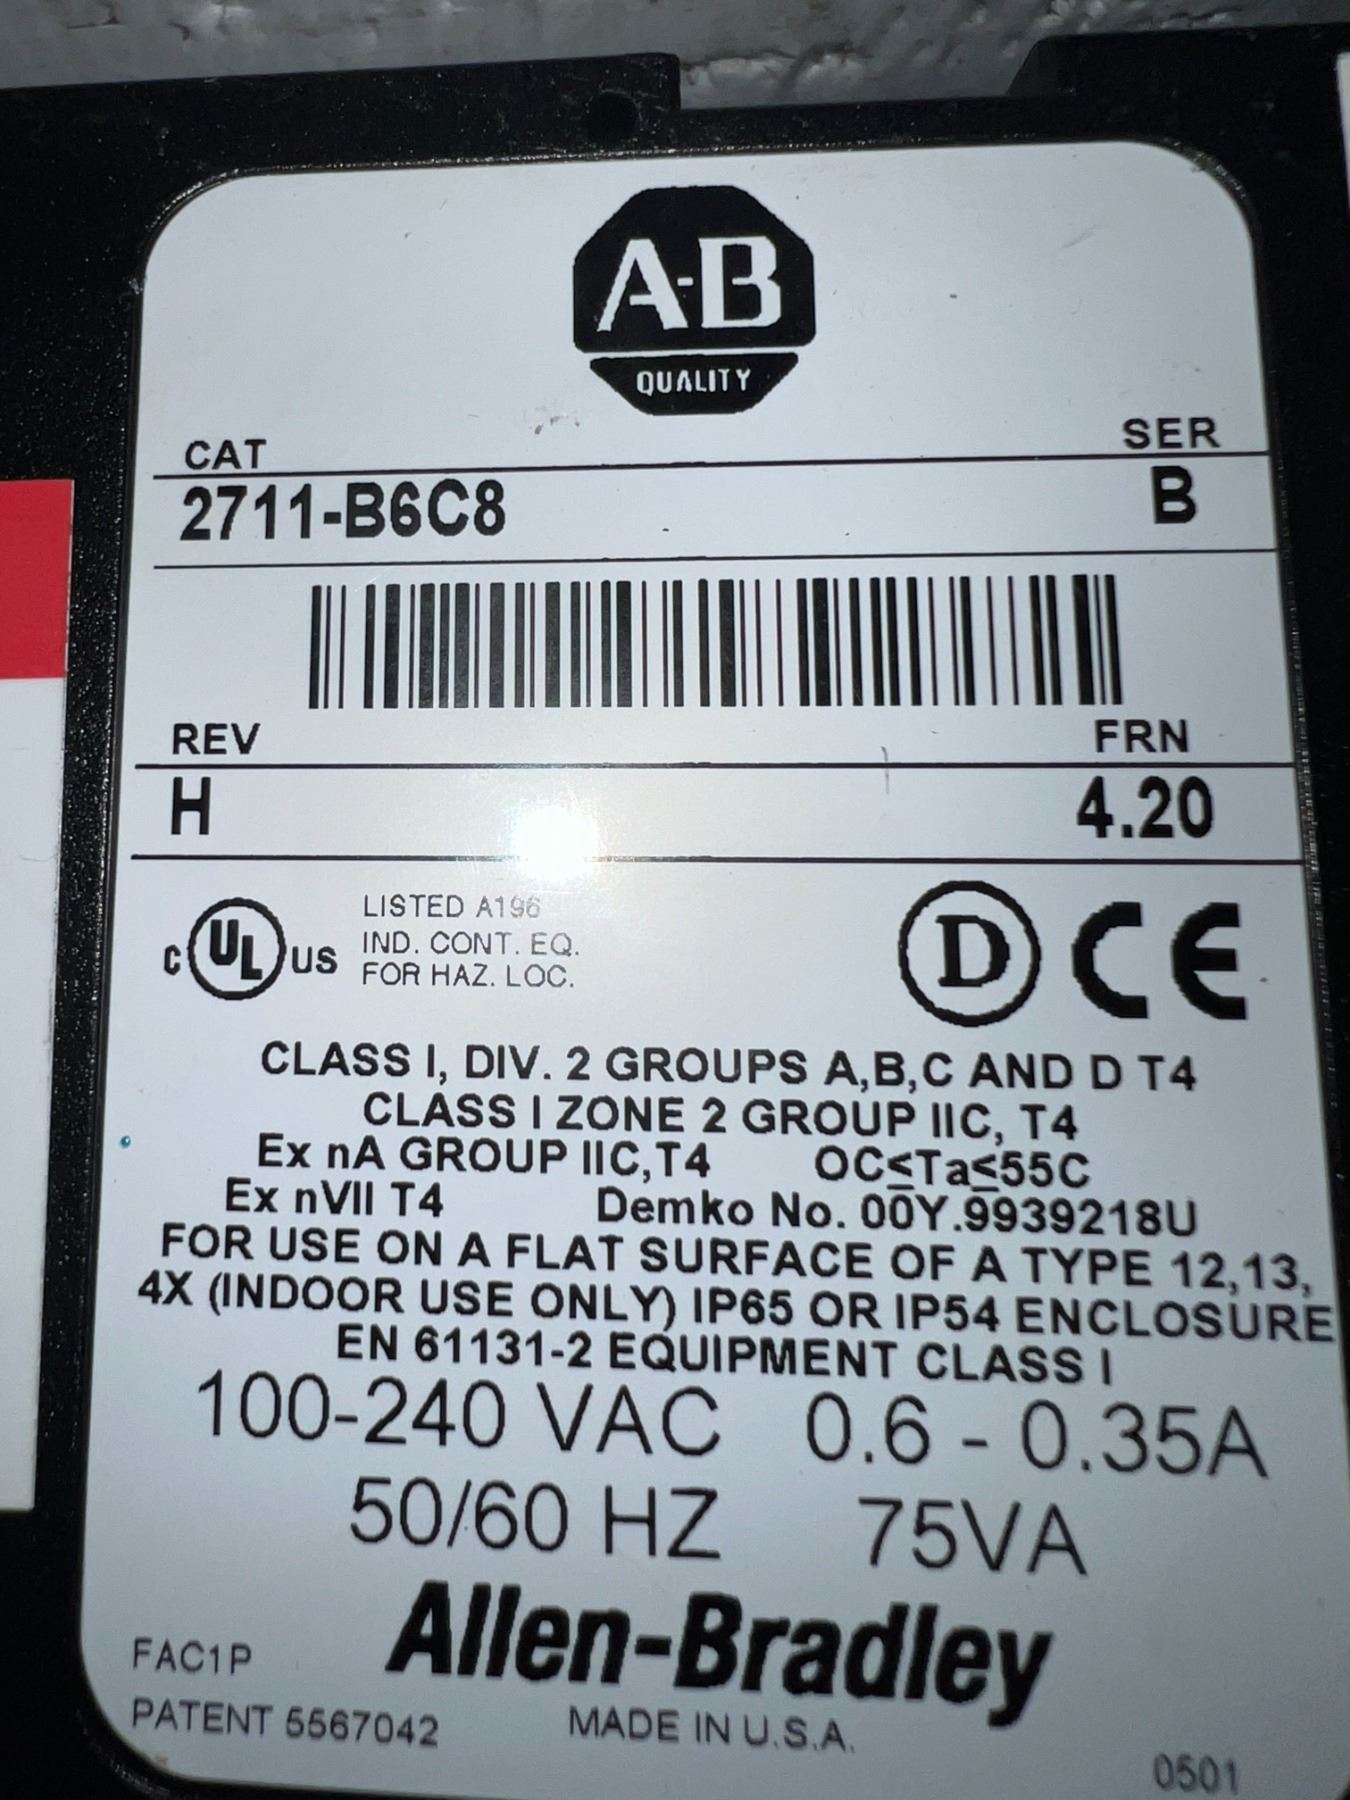 A-B
QUALITY
CAT SER
2711-B6C8 B
REV FRN
H 4.20
C UL US LISTED A196
IND. CONT. EQ.
FOR HAZ. LOC.
D CE
CLASS I, DIV. 2 GROUPS A,B,C AND D T4
CLASS I ZONE 2 GROUP IIC, T4
Ex nA GROUP IIC,T4 OC≤Ta≤55C
Ex nVII T4 Demko No. 00Y.9939218U
FOR USE ON A FLAT SURFACE OF A TYPE 12,13,
4X (INDOOR USE ONLY) IP65 OR IP54 ENCLOSURE
EN 61131-2 EQUIPMENT CLASS I
100-240 VAC 0.6 - 0.35A
50/60 HZ 75VA
Allen-Bradley
FAC1P
PATENT 5567042 MADE IN U.S.A.
0501